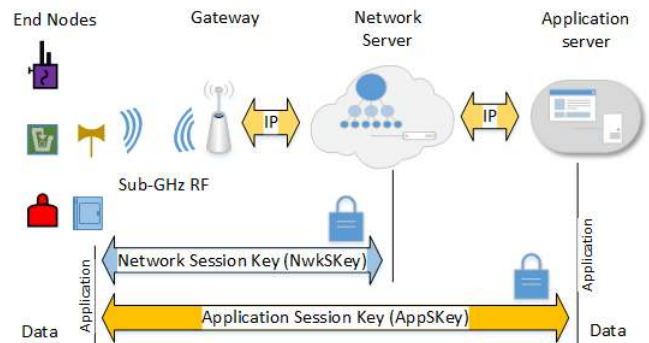 End Nodes
Gateway
Network
Server
Application
server
IP
IP
Sub-GHz RF
Network Session Key (NwkSKey)
Application
Application
Application Session Key (AppSKey)
Data
Data